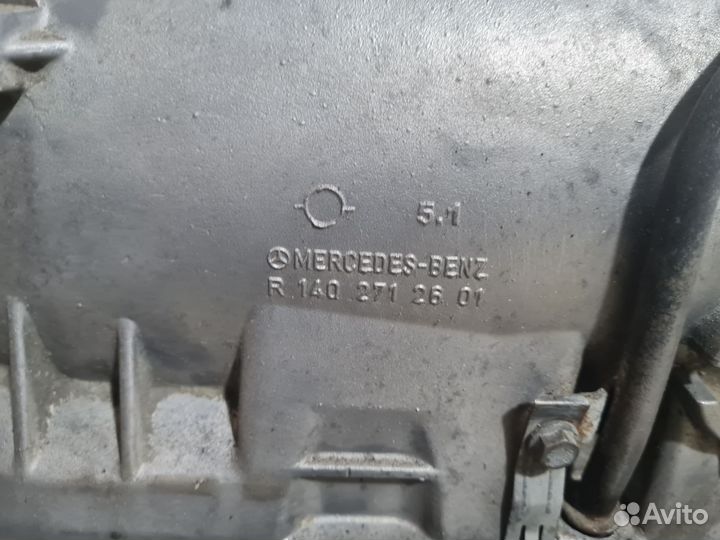 5.1
MERCEDES-BENZ
R 140 271 26 01
Avito